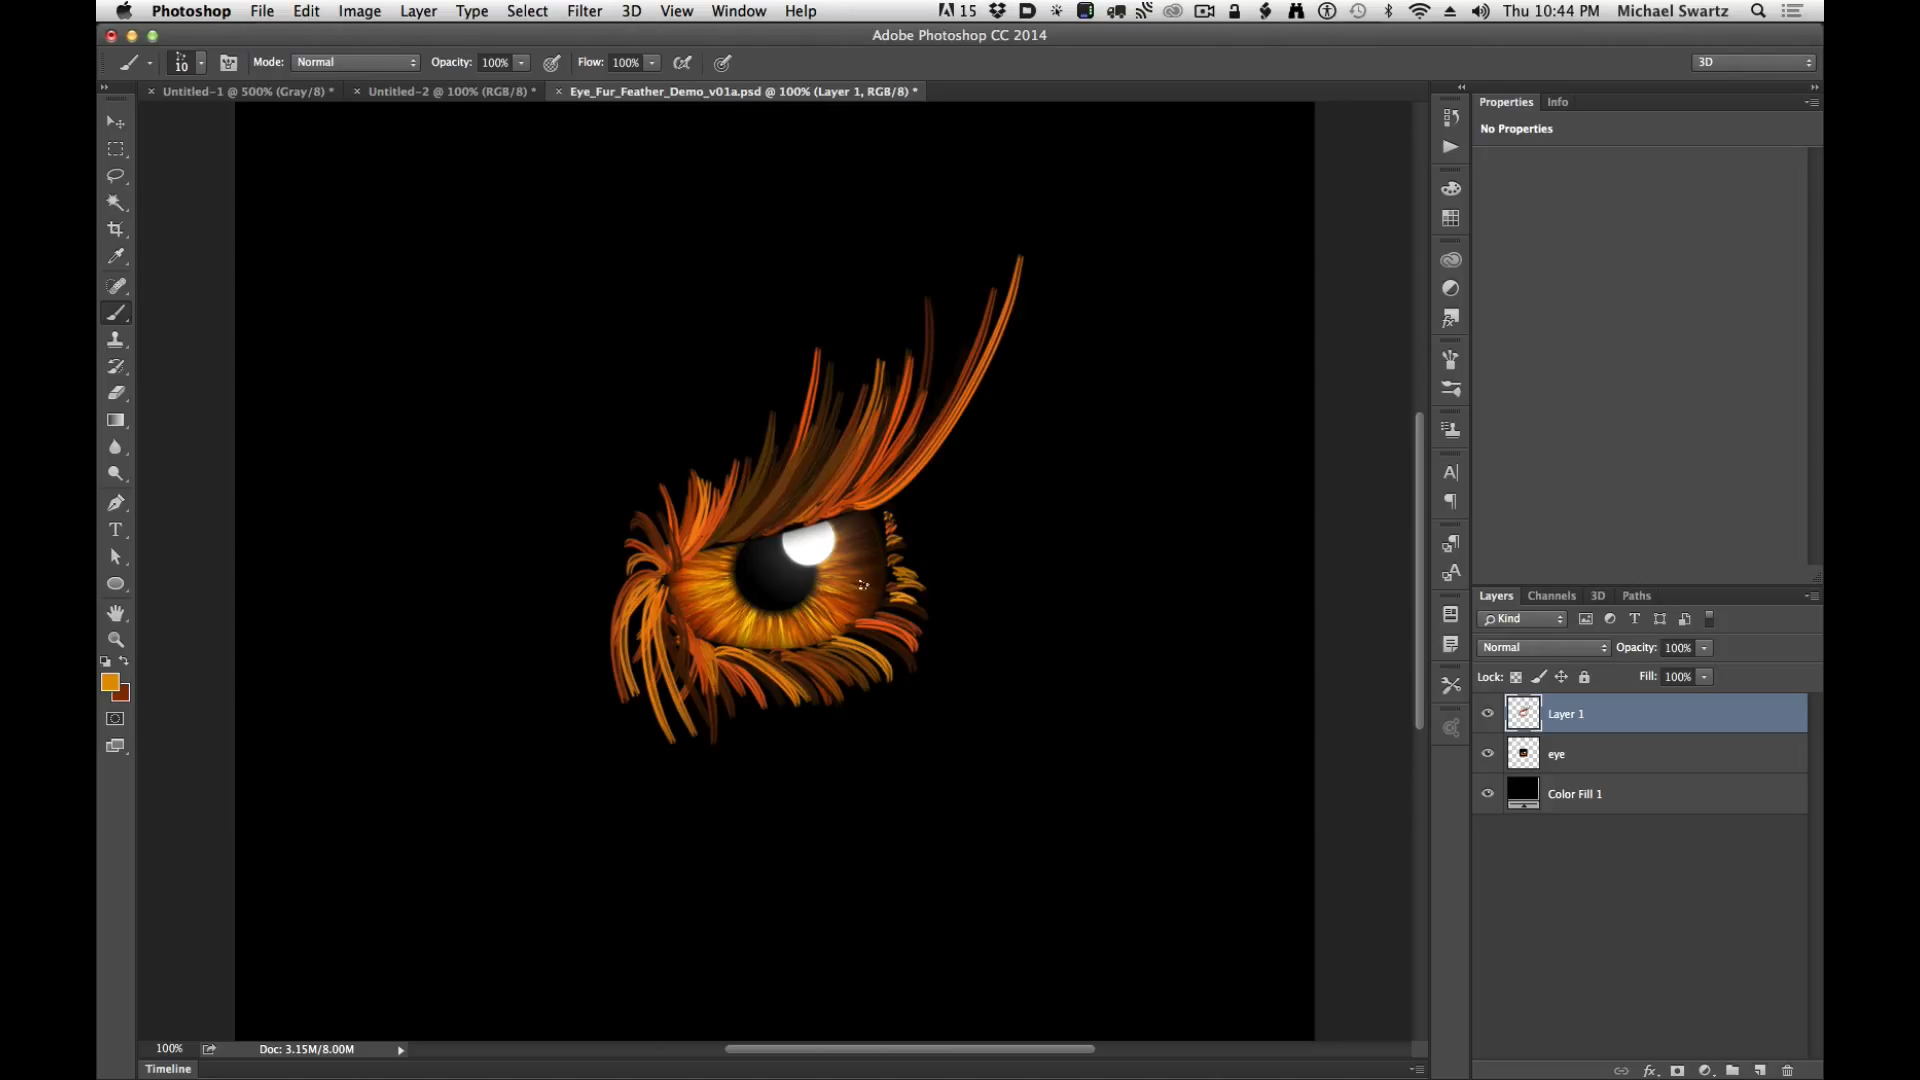 Photoshop File Edit Image Layer Type Select Filter 3D View Window Help 15 Thu 10:44 PM Michael Swartz
Adobe Photoshop CC 2014
10 Mode: Normal Opacity: 100% Flow: 100% 3D
Untitled-1 @ 500% (Gray/8) * Untitled-2 @ 100% (RGB/8) * Eye_Fur_Feather_Demo_v01a.psd @ 100% (Layer 1, RGB/8) *
Properties Info
No Properties
Layers Channels 3D Paths
Kind
Normal Opacity: 100%
Lock: Fill: 100%
Layer 1
eye
Color Fill 1
100% Doc: 3.15M/8.00M
Timeline